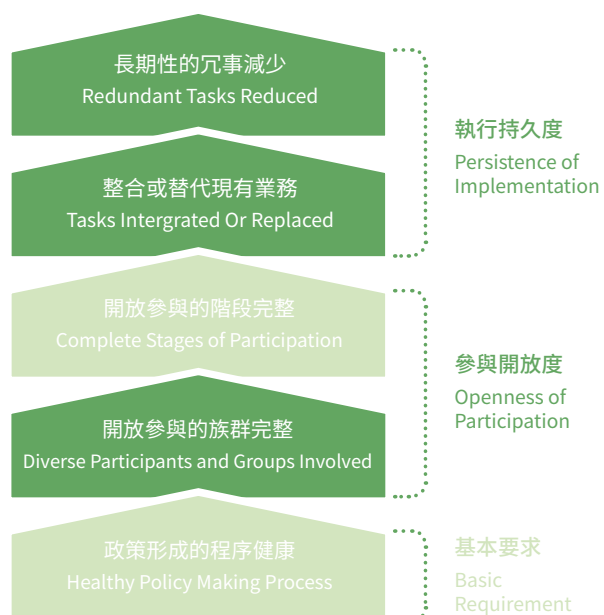 長期性的冗事減少
Redundant Tasks Reduced
執行持久度
Persistence of
Implementation
整合或替代現有業務
Tasks Intergrated Or Replaced
開放參與的階段完整
Complete Stages of Participation
參與開放度
Openness of
Participation
開放參與的族群完整
Diverse Participants and Groups Involved
政策形成的程序健康
Healthy Policy Making Process
基本要求
Basic
Requirement